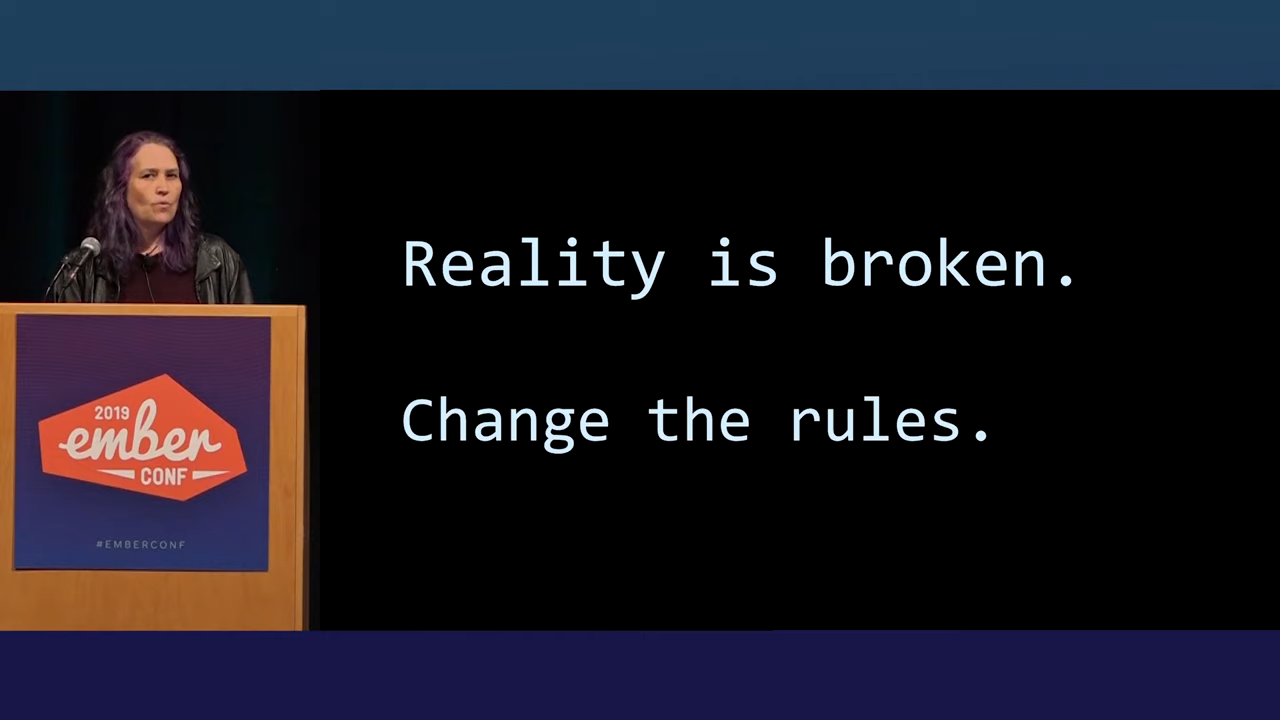 Reality is broken.
Change the rules.
2019
ember
CONF
#EMBERCONF